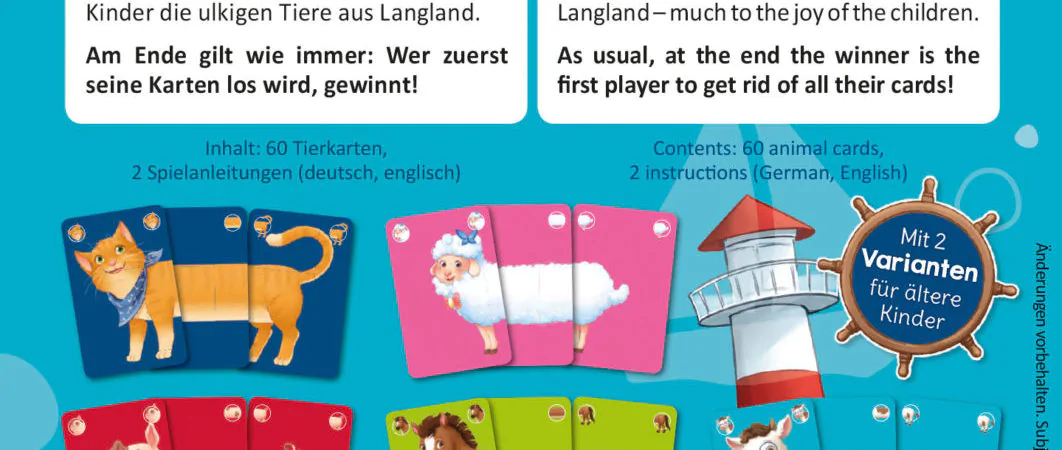 Kinder die ulkigen Tiere aus Langland.
Am Ende gilt wie immer: Wer zuerst
seine Karten los wird, gewinnt!
Langland – much to the joy of the children.
As usual, at the end the winner is the
first player to get rid of all their cards!
Inhalt: 60 Tierkarten,
2 Spielanleitungen (deutsch, englisch)
Contents: 60 animal cards,
2 instructions (German, English)
Mit 2
Varianten
für ältere
Kinder
Änderungen vorbehalten. Subj